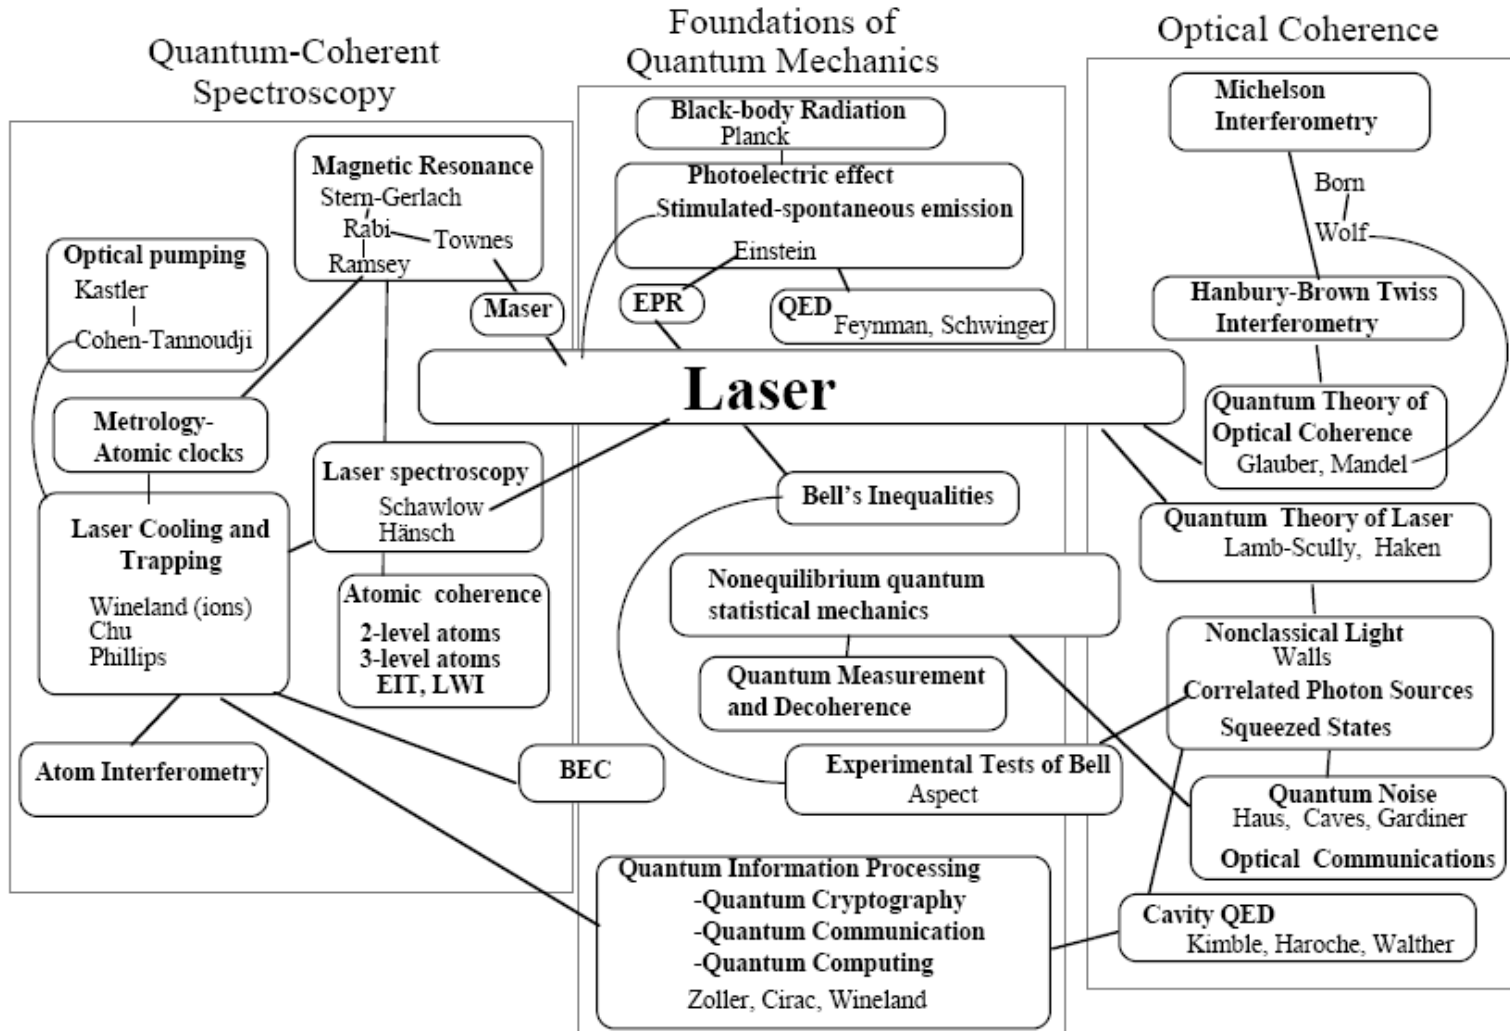 Quantum-Coherent
Spectroscopy
Foundations of
Quantum Mechanics
Optical Coherence
Magnetic Resonance
Stern-Gerlach
Rabi
Townes
Ramsey
Optical pumping
Kastler
Cohen-Tannoudji
Maser
Metrology-
Atomic clocks
Laser spectroscopy
Schawlow
Hänsch
Laser Cooling and
Trapping
Wineland (ions)
Chu
Phillips
Atomic coherence
2-level atoms
3-level atoms
EIT, LWI
Atom Interferometry
BEC
Black-body Radiation
Planck
Photoelectric effect
Stimulated-spontaneous emission
Einstein
EPR
QED
Feynman, Schwinger
Laser
Bell's Inequalities
Nonequilibrium quantum
statistical mechanics
Quantum Measurement
and Decoherence
Experimental Tests of Bell
Aspect
Quantum Information Processing
-Quantum Cryptography
-Quantum Communication
-Quantum Computing
Zoller, Cirac, Wineland
Michelson
Interferometry
Born
Wolf
Hanbury-Brown Twiss
Interferometry
Quantum Theory of
Optical Coherence
Glauber, Mandel
Quantum Theory of Laser
Lamb-Scully, Haken
Nonclassical Light
Walls
Correlated Photon Sources
Squeezed States
Quantum Noise
Haus, Caves, Gardiner
Optical Communications
Cavity QED
Kimble, Haroche, Walther